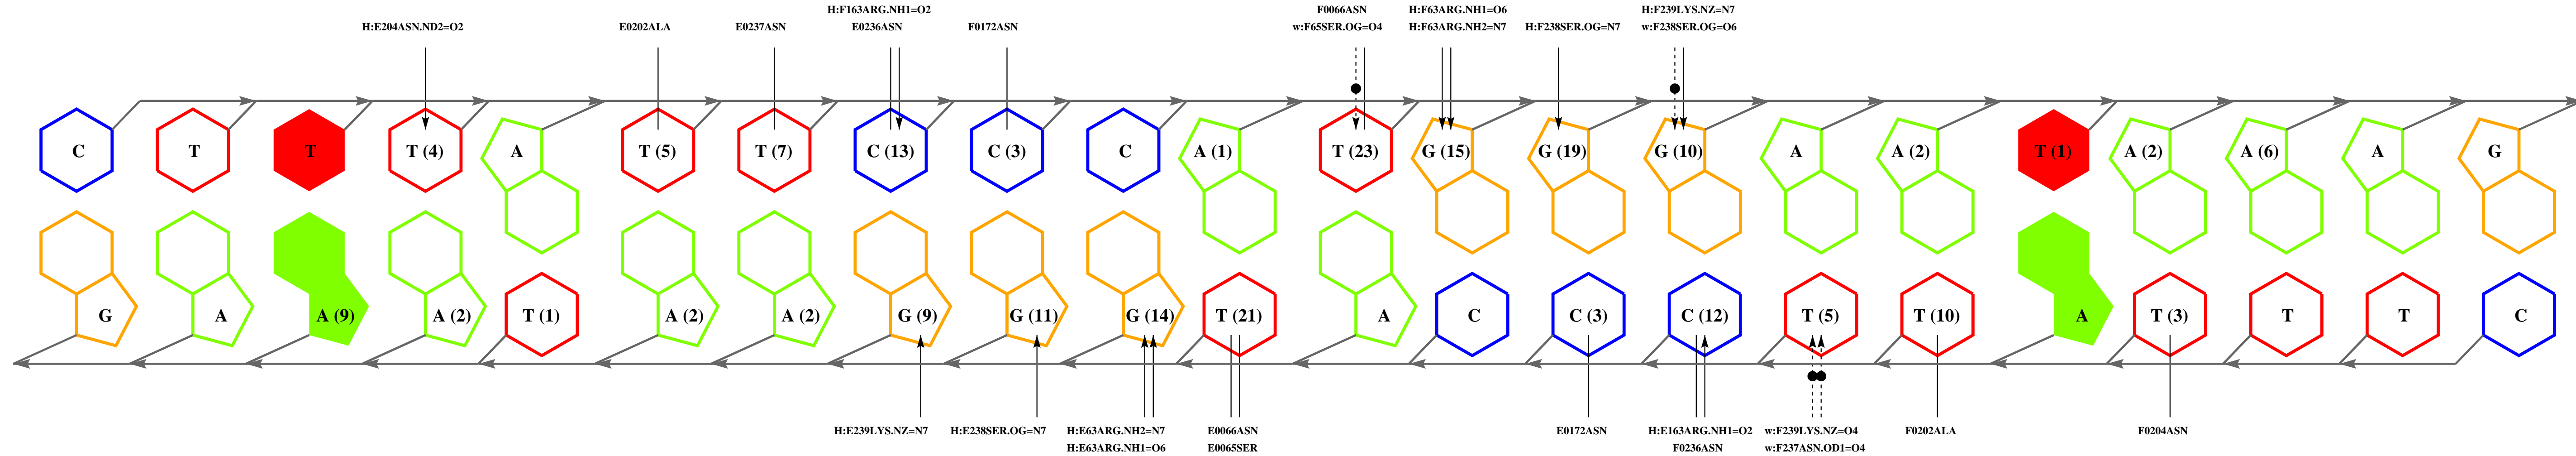 H:F163ARG.NH1=O2 F0066ASN H:F63ARG.NH1=O6 H:F239LYS.NZ=N7
H:E204ASN.ND2=O2 E0202ALA E0237ASN E0236ASN F0172ASN w:F65SER.OG=O4 H:F63ARG.NH2=N7 H:F238SER.OG=N7 w:F238SER.OG=O6
C T T T (4) A T (5) T (7) C (13) C (3) C A (1) T (23) G (15) G (19) G (10) A A (2) T (1) A (2) A (6) A G
G A A (9) A (2) T (1) A (2) A (2) G (9) G (11) G (14) T (21) A C C (3) C (12) T (5) T (10) A T (3) T T C
H:E239LYS.NZ=N7 H:E238SER.OG=N7 H:E63ARG.NH2=N7 E0066ASN E0172ASN H:E163ARG.NH1=O2 w:F239LYS.NZ=O4 F0202ALA F0204ASN
H:E63ARG.NH1=O6 E0065SER F0236ASN w:F237ASN.OD1=O4